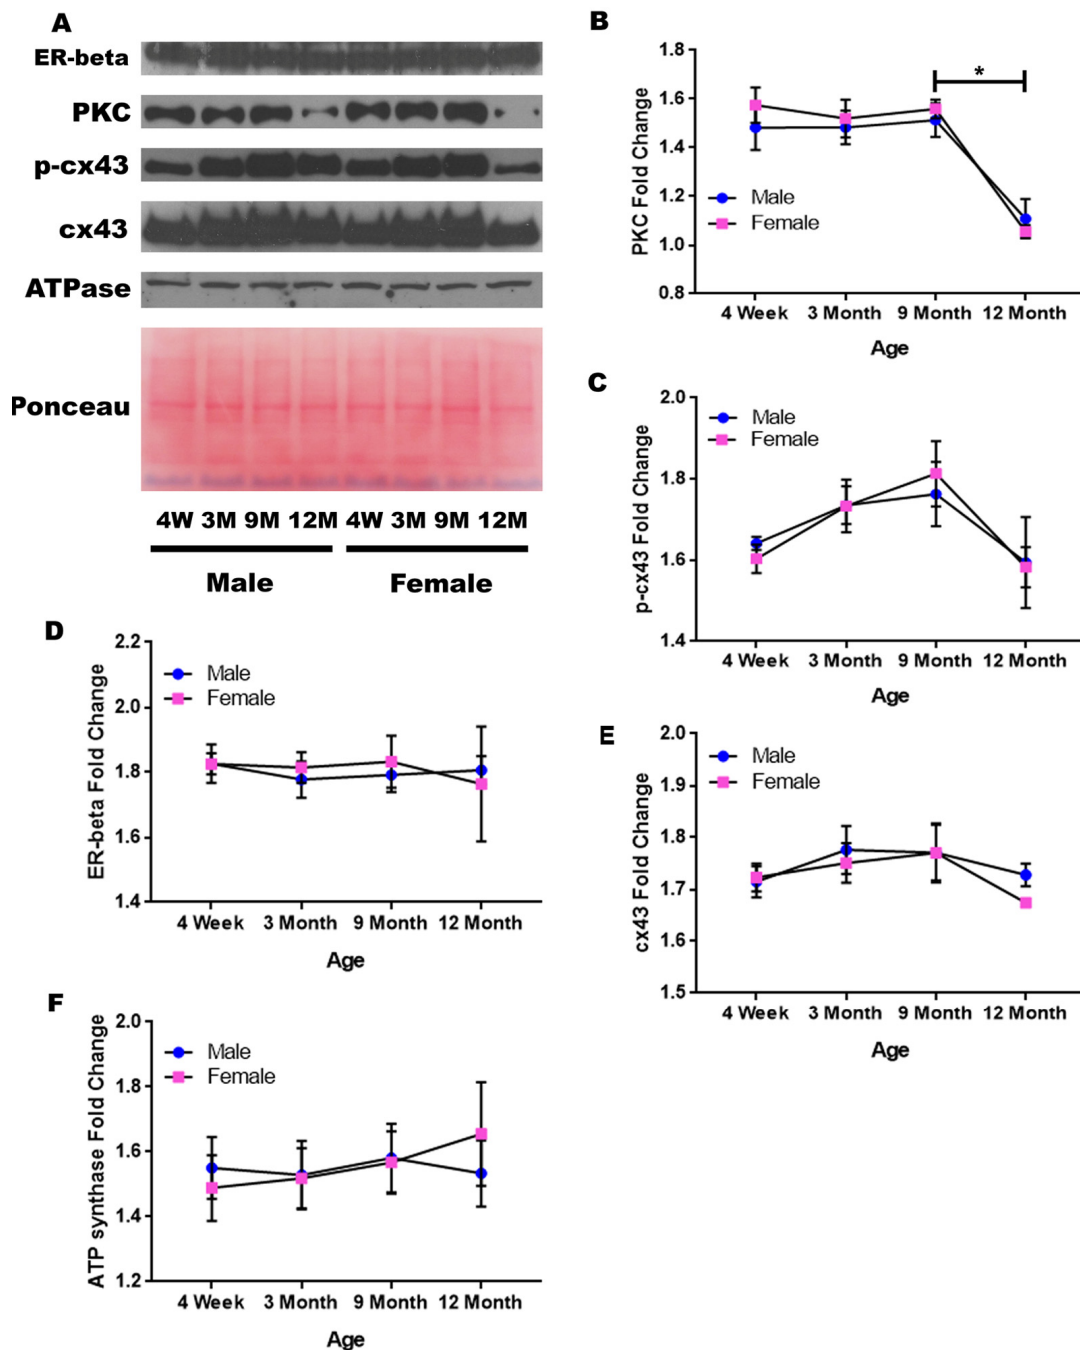 A
ER-beta
PKC
p-cx43
cx43
ATPase
Ponceau
4W 3M 9M 12M 4W 3M 9M 12M
Male Female
B
PKC Fold Change
1.8
1.6
1.4
1.2
1.0
0.8
*
Male
Female
4 Week 3 Month 9 Month 12 Month
Age
C
p-cx43 Fold Change
2.0
1.8
1.6
1.4
Male
Female
4 Week 3 Month 9 Month 12 Month
Age
D
ER-beta Fold Change
2.2
2.0
1.8
1.6
1.4
Male
Female
4 Week 3 Month 9 Month 12 Month
Age
E
cx43 Fold Change
2.0
1.9
1.8
1.7
1.6
1.5
Male
Female
4 Week 3 Month 9 Month 12 Month
Age
F
ATP synthase Fold Change
2.0
1.8
1.6
1.4
1.2
Male
Female
4 Week 3 Month 9 Month 12 Month
Age